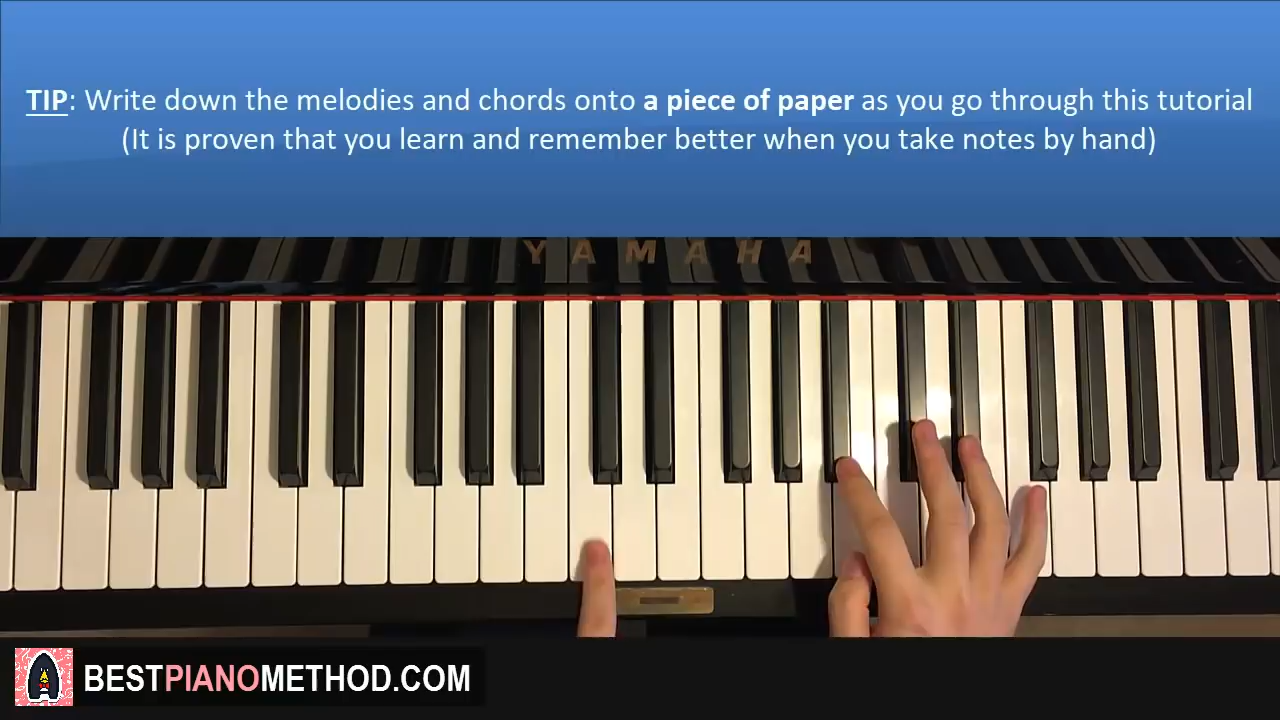 TIP: Write down the melodies and chords onto a piece of paper as you go through this tutorial
(It is proven that you learn and remember better when you take notes by hand)
YAMAHA
BESTPIANOMETHOD.COM